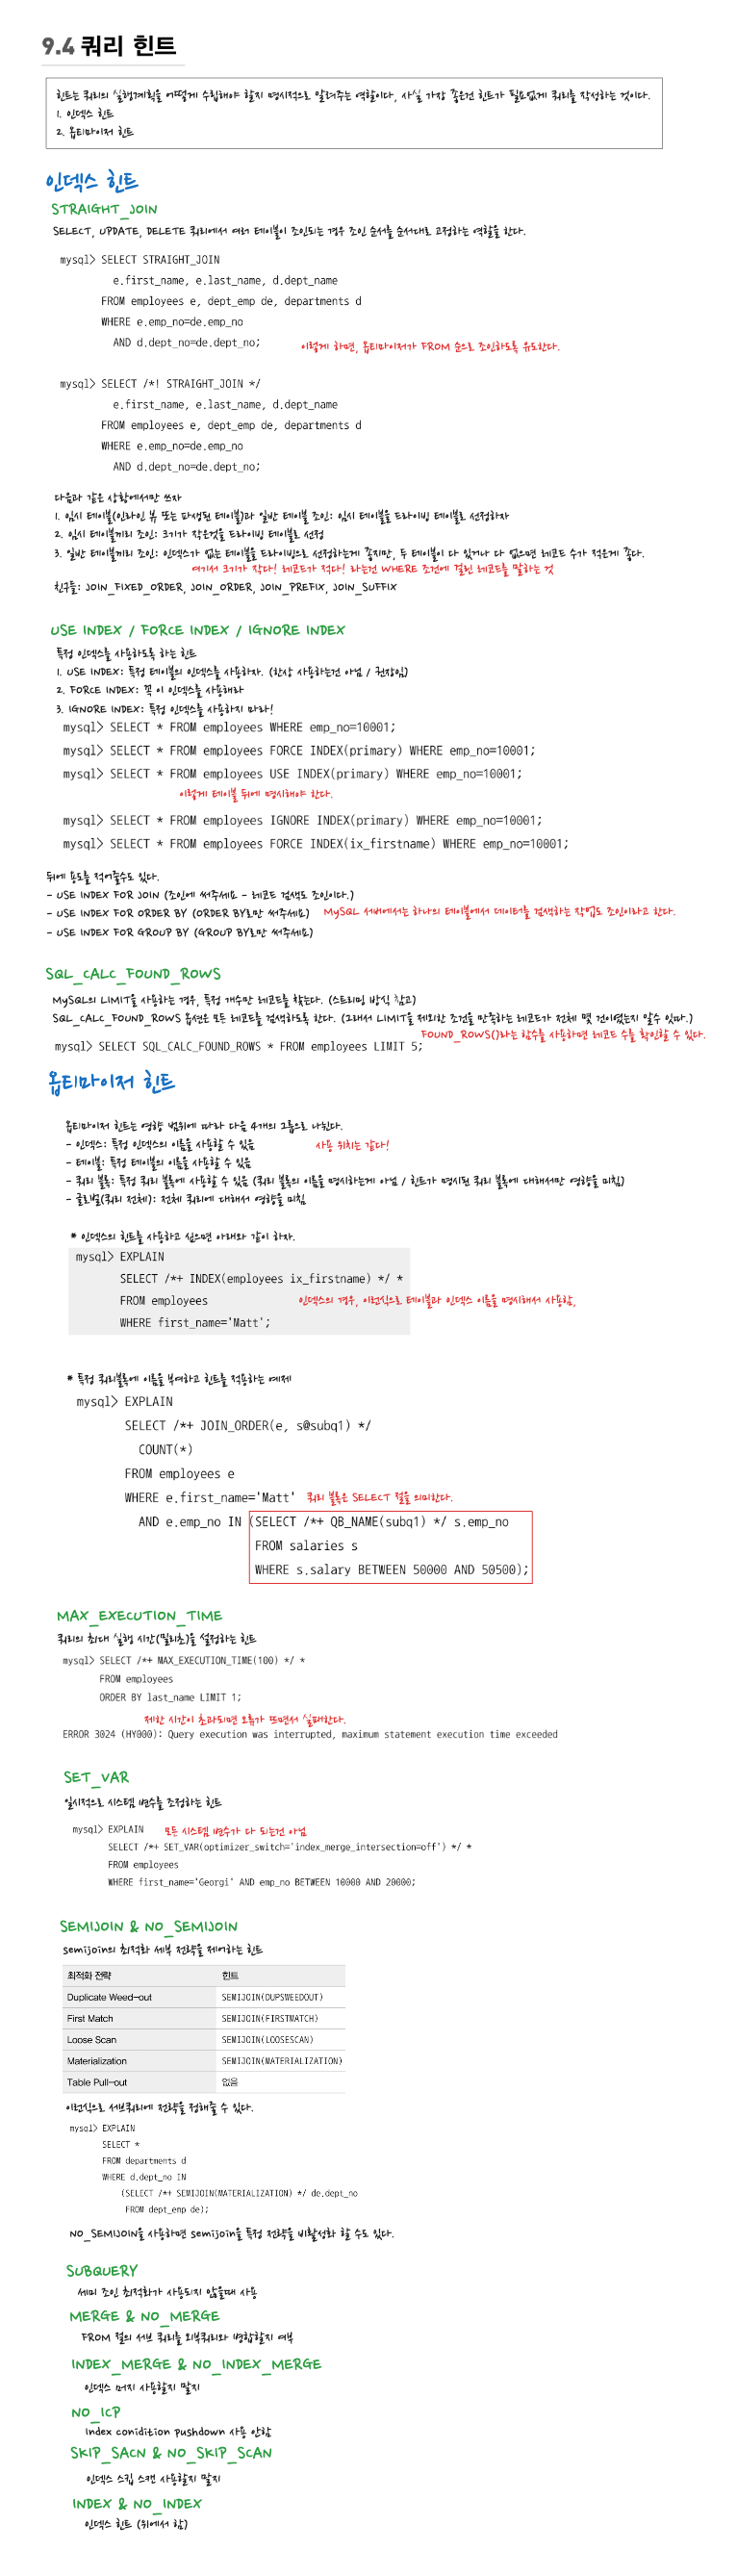 9.4 쿼리 힌트
힌트는 쿼리의 실행계획을 어떻게 수립해야 할지 명시적으로 알려주는 역할이다, 사실 가장 좋은건 힌트가 필요없게 쿼리를 작성하는 것이다.
1. 인덱스 힌트
2. 옵티마이저 힌트
인덱스 힌트
STRAIGHT_JOIN
SELECT, UPDATE, DELETE 쿼리에서 여러 테이블이 조인되는 경우 조인 순서를 순서대로 고정하는 역할을 한다.
mysql> SELECT STRAIGHT_JOIN
e.first_name, e.last_name, d.dept_name
FROM employees e, dept_emp de, departments d
WHERE e.emp_no=de.emp_no
AND d.dept_no=de.dept_no;
이렇게 하면, 옵티마이저가 FROM 순으로 조인하도록 유도한다.
mysql> SELECT /*! STRAIGHT_JOIN */
e.first_name, e.last_name, d.dept_name
FROM employees e, dept_emp de, departments d
WHERE e.emp_no=de.emp_no
AND d.dept_no=de.dept_no;
다음과 같은 상황에서만 쓰자
1. 임시 테이블(인라인 뷰 또는 파생된 테이블)과 일반 테이블 조인: 임시 테이블을 드라이빙 테이블로 선정하자
2. 임시 테이블끼리 조인: 크기가 작은것을 드라이빙 테이블로 선정
3. 일반 테이블끼리 조인: 인덱스가 없는 테이블을 드라이빙으로 선정하는게 좋지만, 두 테이블이 다 있거나 다 없으면 레코드 수가 적은게 좋다.
여기서 크기가 작다! 레코드가 적다! 라는건 WHERE 조건에 걸린 레코드를 말하는 것
친구들: JOIN_FIXED_ORDER, JOIN_ORDER, JOIN_PREFIX, JOIN_SUFFIX
USE INDEX / FORCE INDEX / IGNORE INDEX
특정 인덱스를 사용하도록 하는 힌트
1. USE INDEX: 특정 테이블의 인덱스를 사용하자. (항상 사용하는건 아님 / 권장임)
2. FORCE INDEX: 꼭 이 인덱스를 사용해라
3. IGNORE INDEX: 특정 인덱스를 사용하지 마라!
mysql> SELECT * FROM employees WHERE emp_no=10001;
mysql> SELECT * FROM employees FORCE INDEX(primary) WHERE emp_no=10001;
mysql> SELECT * FROM employees USE INDEX(primary) WHERE emp_no=10001;
이렇게 테이블 뒤에 명시해야 한다.
mysql> SELECT * FROM employees IGNORE INDEX(primary) WHERE emp_no=10001;
mysql> SELECT * FROM employees FORCE INDEX(ix_firstname) WHERE emp_no=10001;
뒤에 용도를 적어줄수도 있다.
- USE INDEX FOR JOIN (조인에 써주세요 - 레코드 검색도 조인이다.)
- USE INDEX FOR ORDER BY (ORDER BY로만 써주세요)
MySQL 서버에서는 하나의 테이블에서 데이터를 검색하는 작업도 조인이라고 한다.
- USE INDEX FOR GROUP BY (GROUP BY로만 써주세요)
SQL_CALC_FOUND_ROWS
MySQL의 LIMIT을 사용하는 경우, 특정 개수만 레코드를 찾는다. (스트리밍 방식 참고)
SQL_CALC_FOUND_ROWS 옵션은 모든 레코드를 검색하도록 한다. (그래서 LIMIT을 제외한 조건을 만족하는 레코드가 전체 몇 건이었는지 알수 있다.)
FOUND_ROWS()라는 함수를 사용하면 레코드 수를 확인할 수 있다.
mysql> SELECT SQL_CALC_FOUND_ROWS * FROM employees LIMIT 5;
옵티마이저 힌트
옵티마이저 힌트는 영향 범위에 따라 다음 4개의 그룹으로 나뉜다.
- 인덱스: 특정 인덱스의 이름을 사용할 수 있음
사용 위치는 같다!
- 테이블: 특정 테이블의 이름을 사용할 수 있음
- 쿼리 블록: 특정 쿼리 블록에 사용할 수 있음 (쿼리 블록의 이름을 명시하는게 아님 / 힌트가 명시된 쿼리 블록에 대해서만 영향을 미침)
- 글로벌(쿼리 전체): 전체 쿼리에 대해서 영향을 미침
* 인덱스의 힌트를 사용하고 싶으면 아래와 같이 하자.
mysql> EXPLAIN
SELECT /*+ INDEX(employees ix_firstname) */ *
FROM employees
인덱스의 경우, 이런식으로 테이블과 인덱스 이름을 명시해서 사용함.
WHERE first_name='Matt';
* 특정 쿼리블록에 이름을 부여하고 힌트를 적용하는 예제
mysql> EXPLAIN
SELECT /*+ JOIN_ORDER(e, s@subq1) */
COUNT(*)
FROM employees e
WHERE e.first_name='Matt'
쿼리 블록은 SELECT 절을 의미한다.
AND e.emp_no IN (SELECT /*+ QB_NAME(subq1) */ s.emp_no
FROM salaries s
WHERE s.salary BETWEEN 50000 AND 50500);
MAX_EXECUTION_TIME
쿼리의 최대 실행 시간(밀리초)을 설정하는 힌트
mysql> SELECT /*+ MAX_EXECUTION_TIME(100) */ *
FROM employees
ORDER BY last_name LIMIT 1;
제한 시간이 초과되면 오류가 뜨면서 실패한다.
ERROR 3024 (HY000): Query execution was interrupted, maximum statement execution time exceeded
SET_VAR
일시적으로 시스템 변수를 조정하는 힌트
mysql> EXPLAIN
모든 시스템 변수가 다 되는건 아님
SELECT /*+ SET_VAR(optimizer_switch='index_merge_intersection=off') */ *
FROM employees
WHERE first_name='Georgi' AND emp_no BETWEEN 10000 AND 20000;
SEMIJOIN & NO_SEMIJOIN
semijoin의 최적화 세부 전략을 제어하는 힌트
최적화 전략 힌트
Duplicate Weed-out SEMIJOIN(DUPSWEEDOUT)
First Match SEMIJOIN(FIRSTMATCH)
Loose Scan SEMIJOIN(LOOSESCAN)
Materialization SEMIJOIN(MATERIALIZATION)
Table Pull-out 없음
이런식으로 서브쿼리에 전략을 정해줄 수 있다.
mysql> EXPLAIN
SELECT *
FROM departments d
WHERE d.dept_no IN
(SELECT /*+ SEMIJOIN(MATERIALIZATION) */ de.dept_no
FROM dept_emp de);
NO_SEMIJOIN을 사용하면 semijoin을 특정 전략을 비활성화 할 수도 있다.
SUBQUERY
세미 조인 최적화가 사용되지 않을때 사용
MERGE & NO_MERGE
FROM 절의 서브 쿼리를 외부쿼리와 병합할지 여부
INDEX_MERGE & NO_INDEX_MERGE
인덱스 머지 사용할지 말지
NO_ICP
Index conidition pushdown 사용 안함
SKIP_SACN & NO_SKIP_SCAN
인덱스 스킵 스캔 사용할지 말지
INDEX & NO_INDEX
인덱스 힌트 (위에서 함)